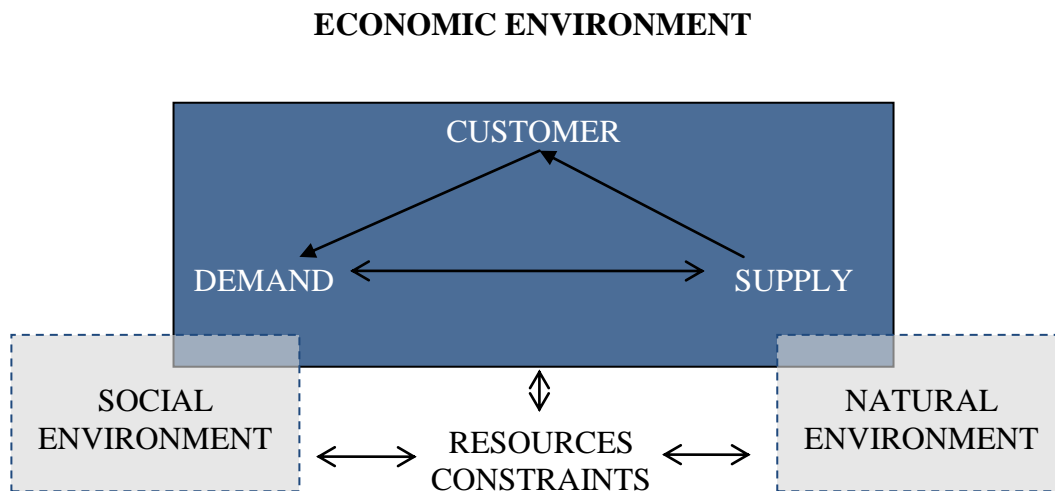 ECONOMIC ENVIRONMENT
CUSTOMER
DEMAND
SUPPLY
SOCIAL
ENVIRONMENT
RESOURCES
CONSTRAINTS
NATURAL
ENVIRONMENT